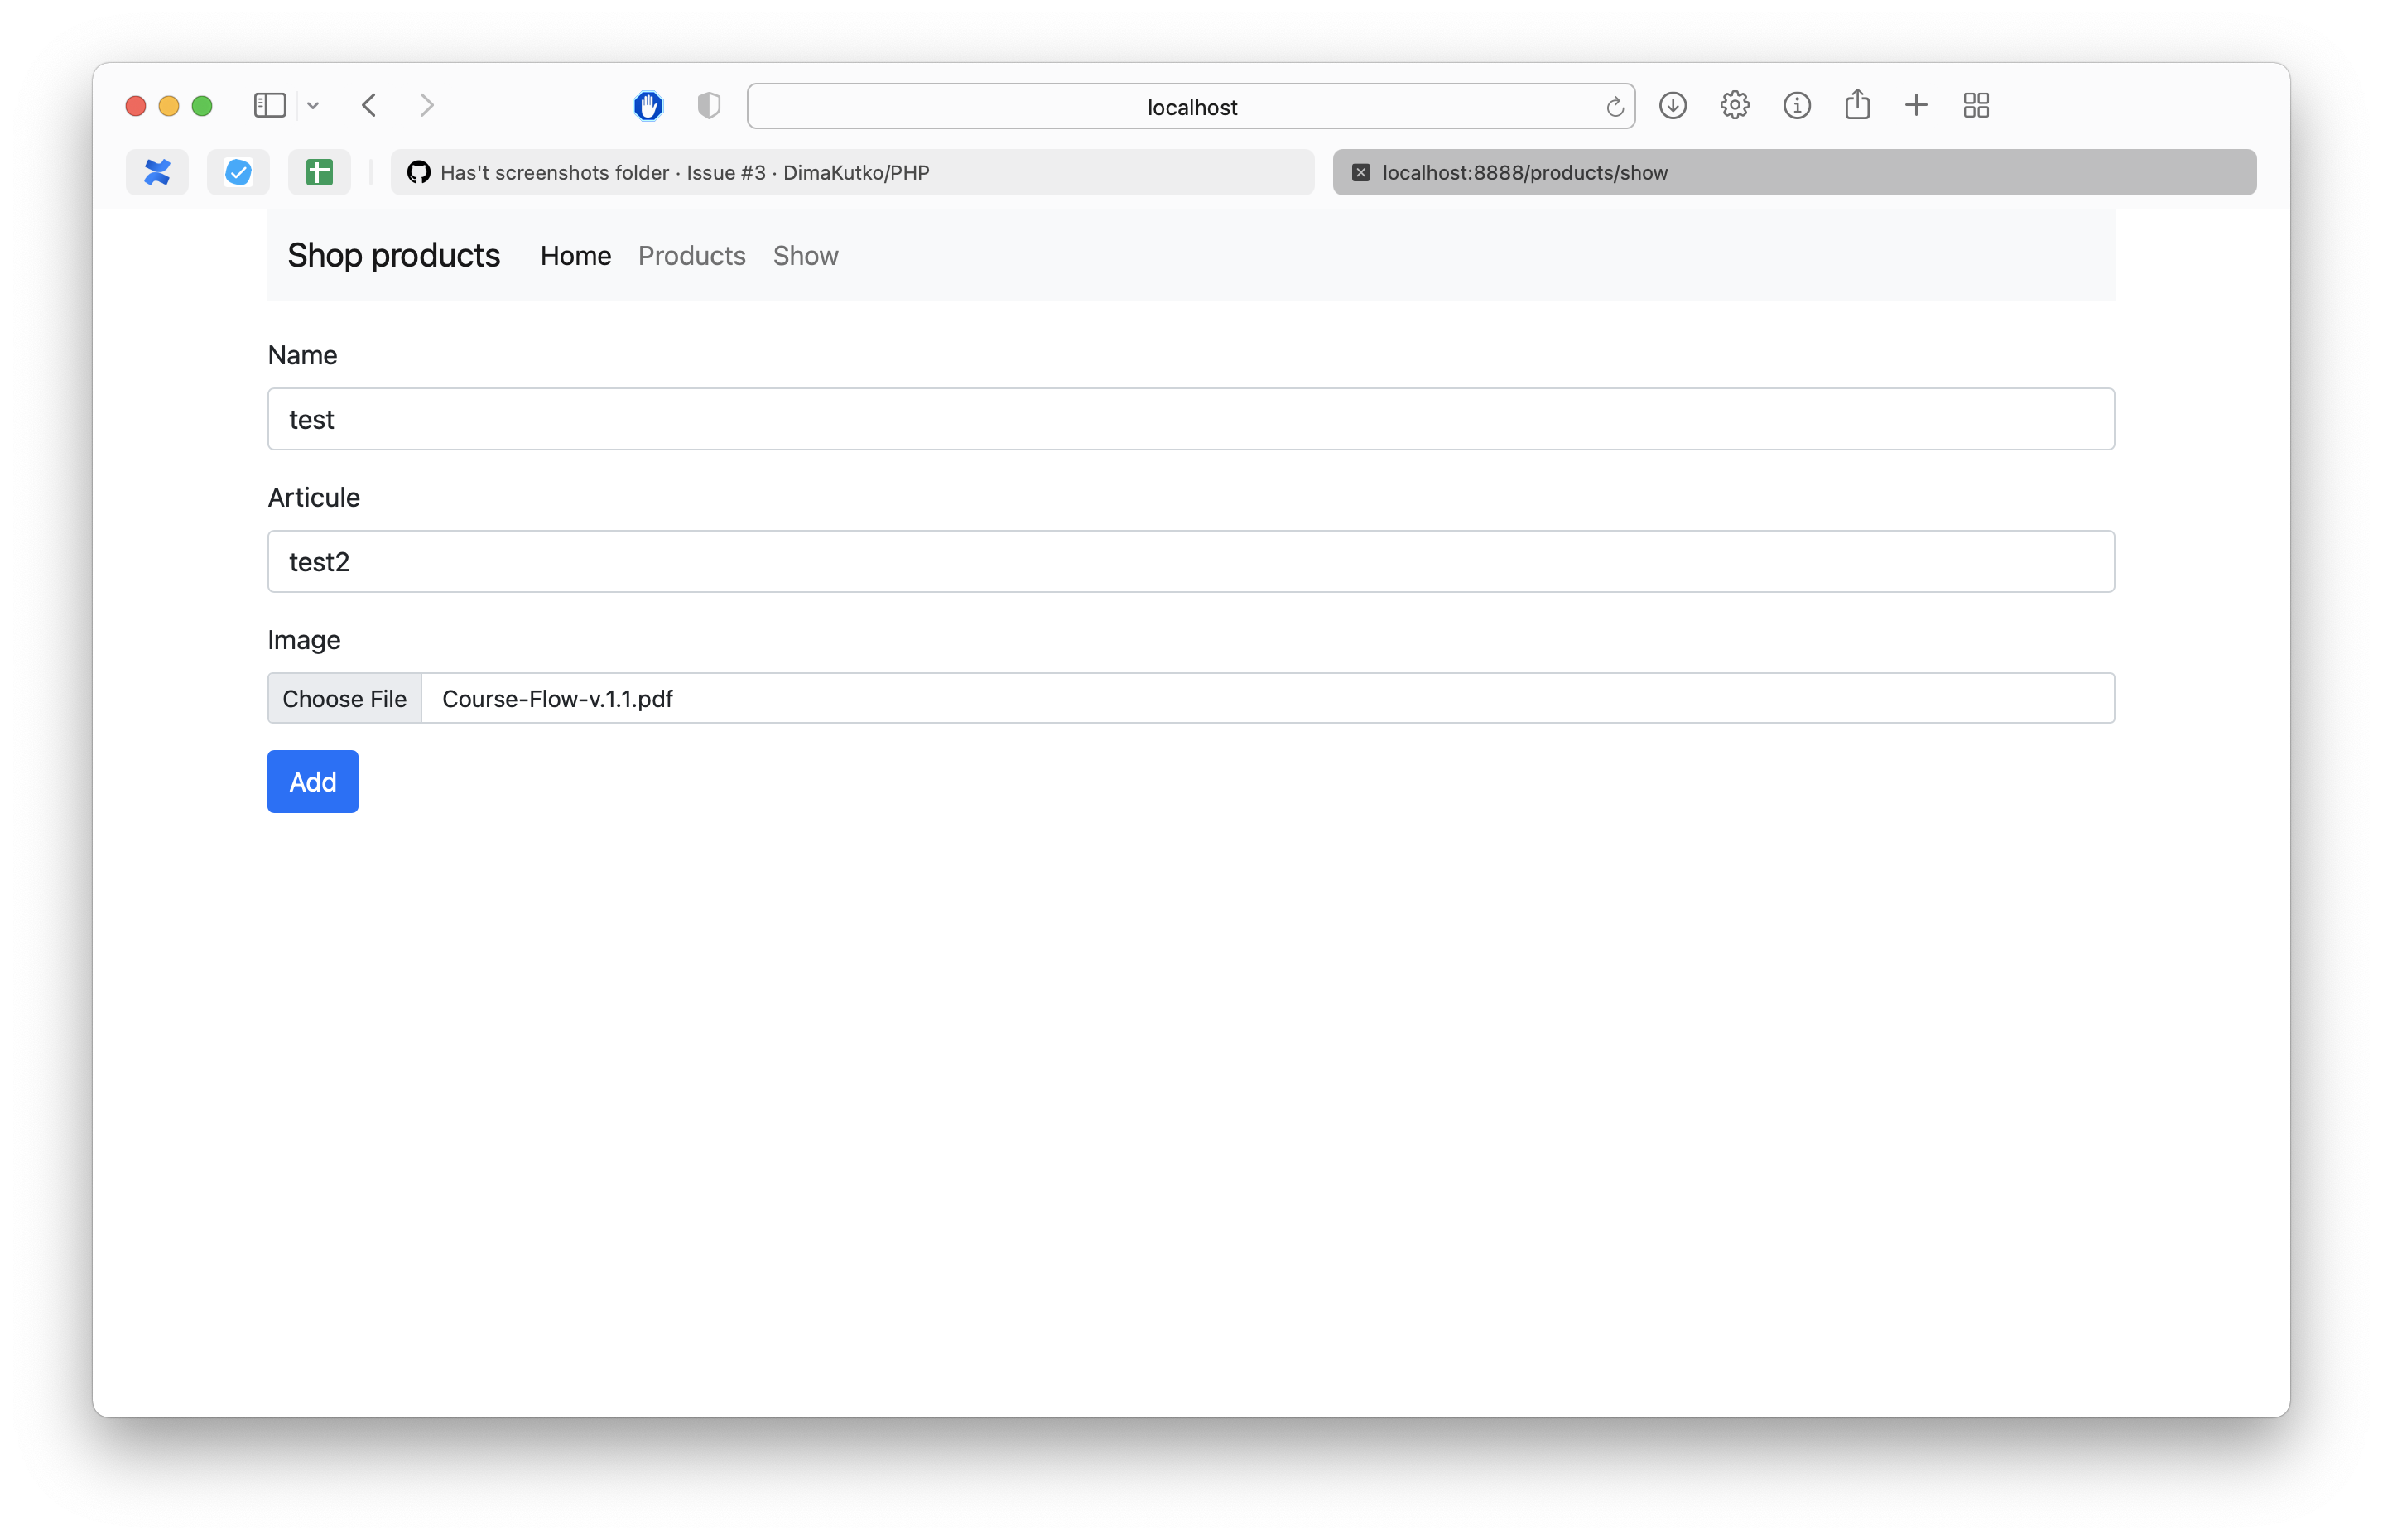 localhost
Has't screenshots folder · Issue #3 · DimaKutko/PHP
localhost:8888/products/show
Shop products Home Products Show
Name
test
Articule
test2
Image
Choose File Course-Flow-v.1.1.pdf
Add